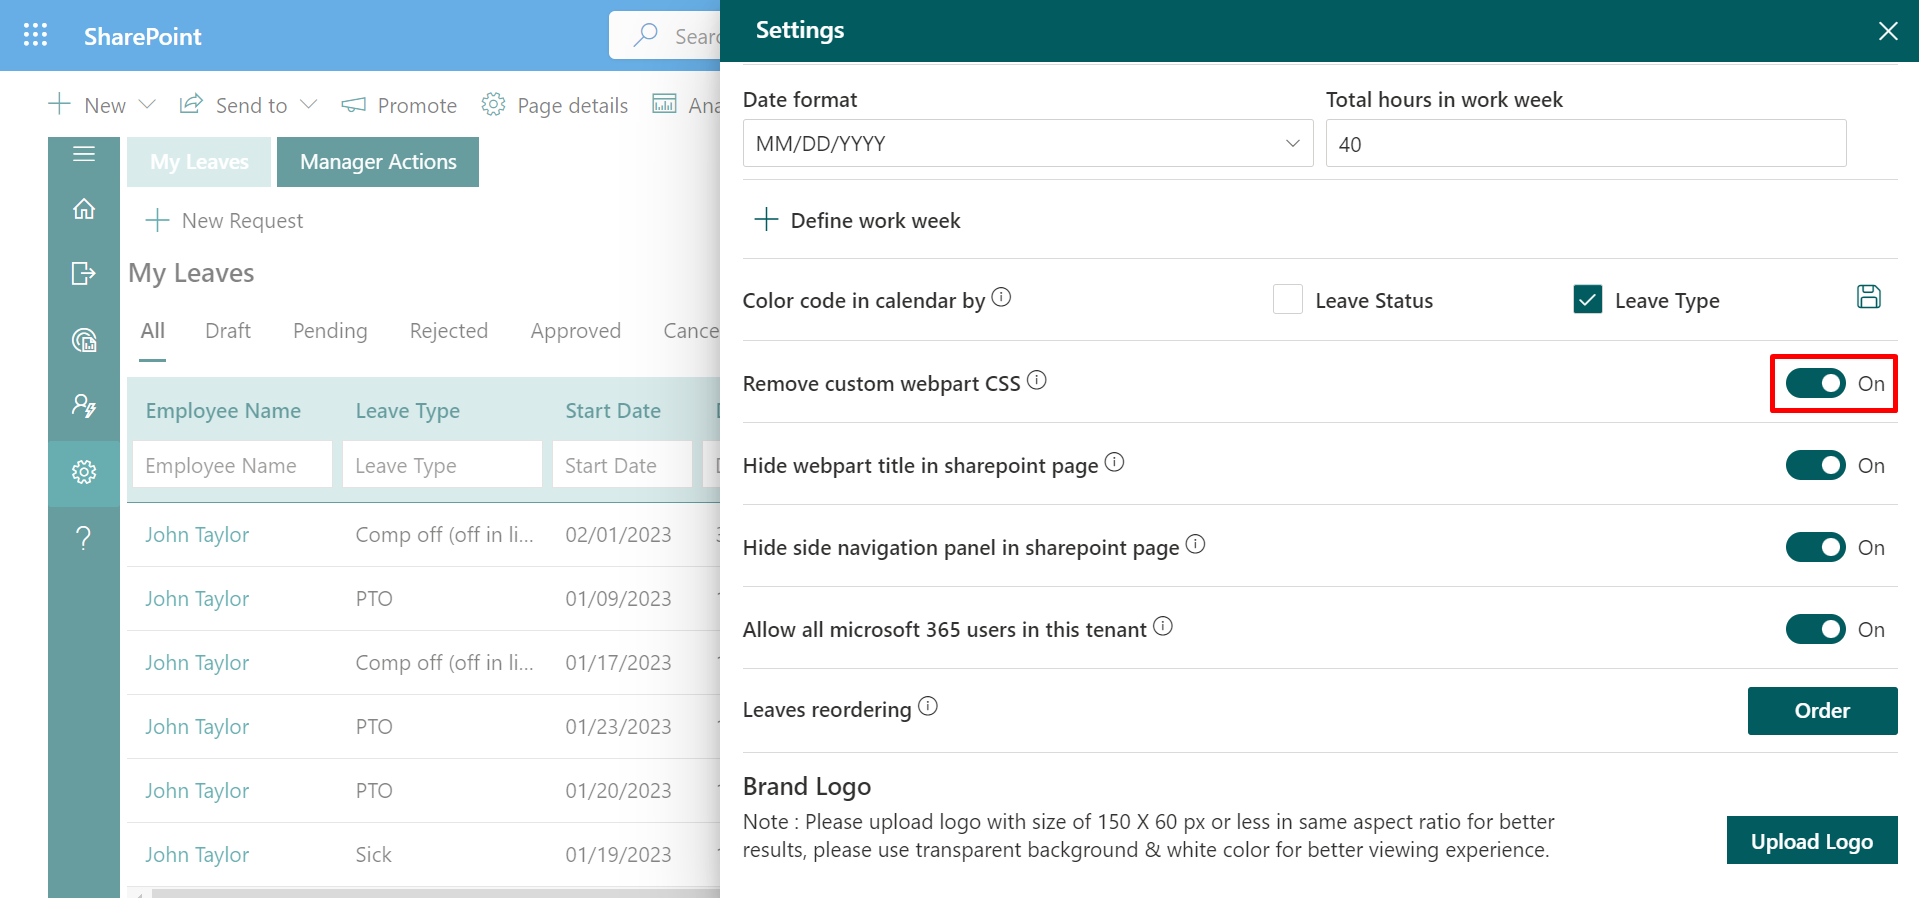 SharePoint
Sear
Settings
New
Send to
Promote
Page details
Ana
Date format
Total hours in work week
MM/DD/YYYY
40
My Leaves
Manager Actions
New Request
Define work week
My Leaves
Color code in calendar by
Leave Status
Leave Type
All
Draft
Pending
Rejected
Approved
Cance
Remove custom webpart CSS
On
Employee Name
Leave Type
Start Date
Employee Name
Leave Type
Start Date
Hide webpart title in sharepoint page
On
John Taylor
Comp off (off in li...
02/01/2023
Hide side navigation panel in sharepoint page
On
John Taylor
PTO
01/09/2023
Allow all microsoft 365 users in this tenant
On
John Taylor
Comp off (off in li...
01/17/2023
Leaves reordering
Order
John Taylor
PTO
01/23/2023
John Taylor
PTO
01/20/2023
John Taylor
Sick
01/19/2023
Brand Logo
Note : Please upload logo with size of 150 X 60 px or less in same aspect ratio for better
results, please use transparent background & white color for better viewing experience.
Upload Logo